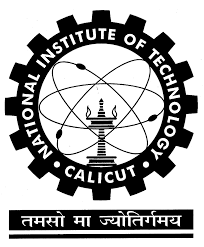 NATIONAL INSTITUTE OF TECHNOLOGY
· CALICUT ·
तमसो मा ज्योतिर्गमय